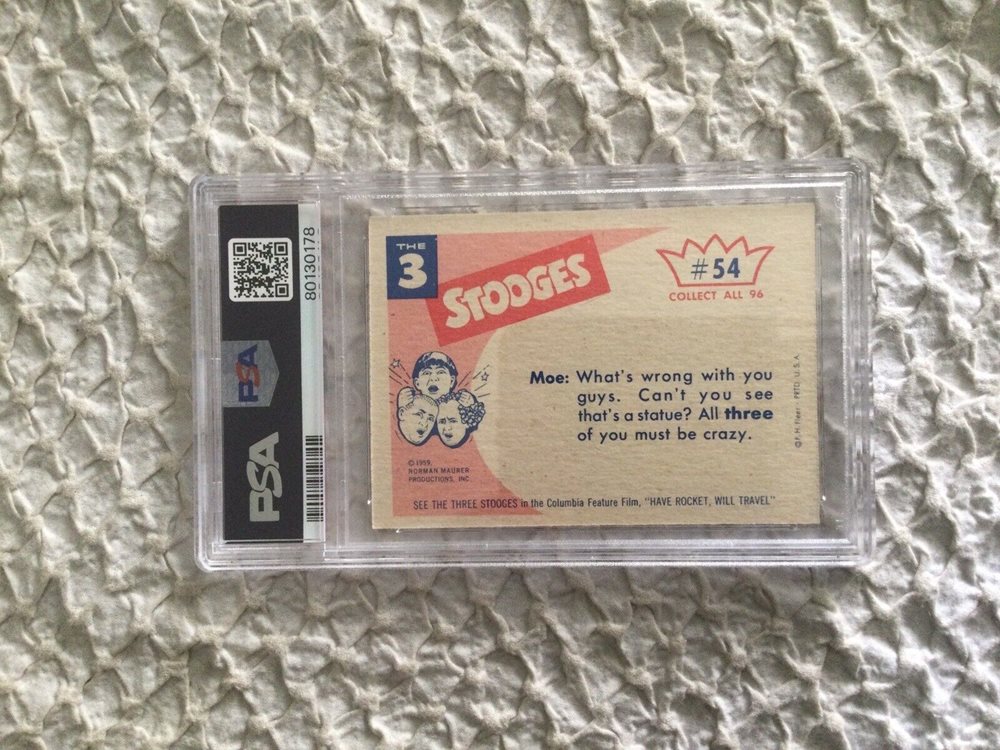 80130178
PSA
PSA
THE
3
STOOGES
#54
COLLECT ALL 96
Moe: What's wrong with you
guys. Can't you see
that's a statue? All three
of you must be crazy.
© F. H. Fleer: PRTD. U.S.A.
© 1959,
NORMAN MAURER
PRODUCTIONS, INC.
SEE THE THREE STOOGES in the Columbia Feature Film, "HAVE ROCKET, WILL TRAVEL"